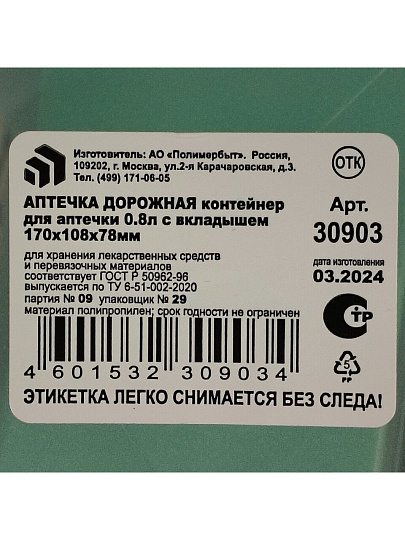 Изготовитель: АО «Полимербыт». Россия,
109202, г. Москва, ул.2-я Карачаровская, д.3.
Тел. (499) 171-06-05
ОТК
АПТЕЧКА ДОРОЖНАЯ контейнер
для аптечки 0.8л с вкладышем
170х108х78мм
Арт.
30903
для хранения лекарственных средств
и перевязочных материалов
соответствует ГОСТ Р 50962-96
выпускается по ТУ 6-51-002-2020
партия № 09 упаковщик № 29
материал полипропилен; срок годности не ограничен
дата изготовления
03.2024
СТР
4 601532 309034
5
PP
ЭТИКЕТКА ЛЕГКО СНИМАЕТСЯ БЕЗ СЛЕДА!